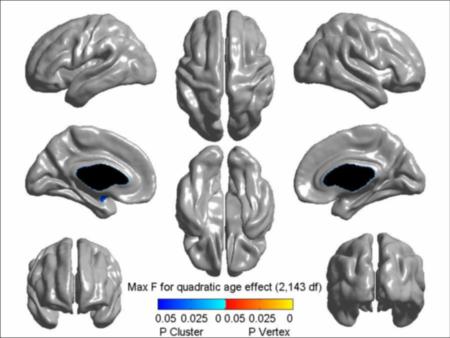 Max F for quadratic age effect (2,143 df)
0.05 0.025 0 0.05 0.025 0
P Cluster P Vertex